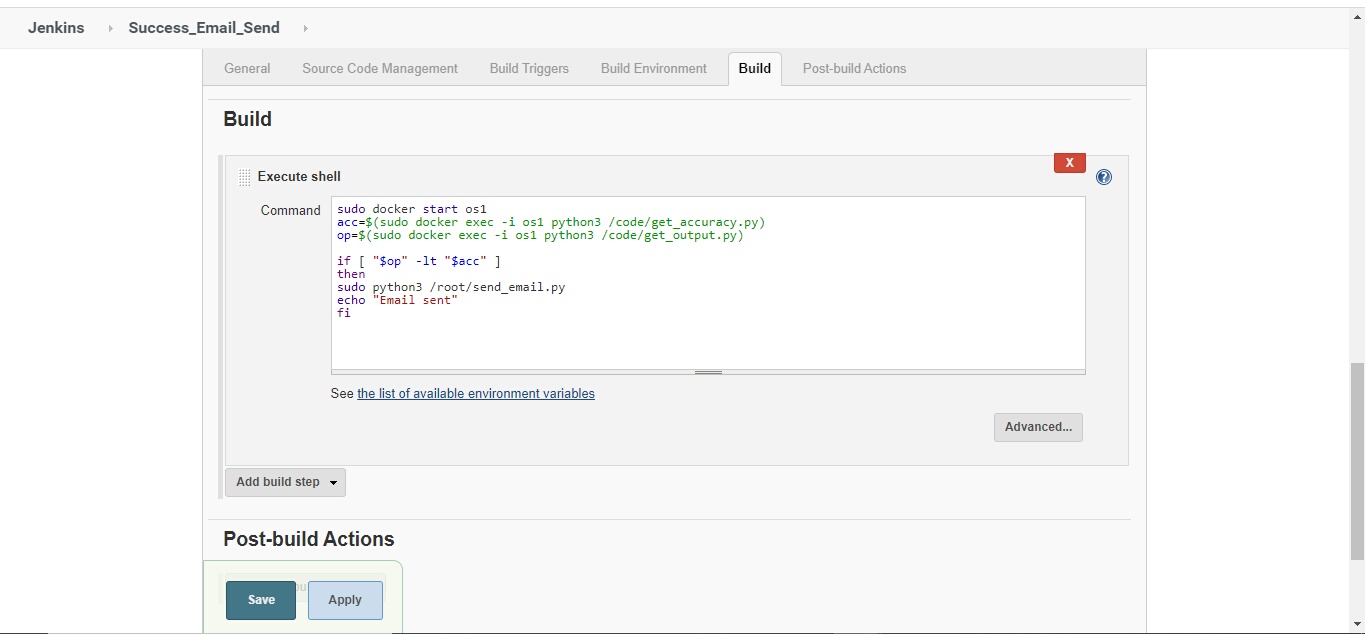 Jenkins Success_Email_Send
General Source Code Management Build Triggers Build Environment Build Post-build Actions
Build
X
Execute shell
?
Command
sudo docker start os1
acc=$(sudo docker exec -i os1 python3 /code/get_accuracy.py)
op=$(sudo docker exec -i os1 python3 /code/get_output.py)
if [ "$op" -lt "$acc" ]
then
sudo python3 /root/send_email.py
echo "Email sent"
fi
See the list of available environment variables
Advanced...
Add build step
Post-build Actions
Save Apply